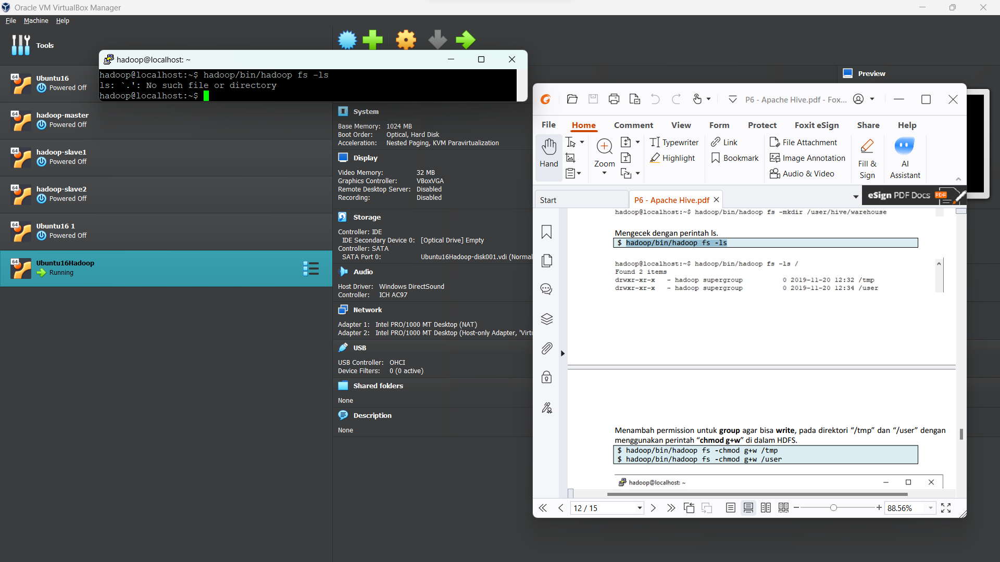 Oracle VM VirtualBox Manager
File Machine Help
Tools
64 Ubuntu16
Powered Off
64 hadoop-master
Powered Off
64 hadoop-slave1
Powered Off
64 hadoop-slave2
Powered Off
64 Ubuntu16 1
Powered Off
64 Ubuntu16Hadoop
Running
hadoop@localhost: ~
hadoop@localhost:~$ hadoop/bin/hadoop fs -ls
ls: `.': No such file or directory
hadoop@localhost:~$
System
Base Memory: 1024 MB
Boot Order: Optical, Hard Disk
Acceleration: Nested Paging, KVM Paravirtualization
Display
Video Memory: 32 MB
Graphics Controller: VBoxVGA
Remote Desktop Server: Disabled
Recording: Disabled
Storage
Controller: IDE
IDE Secondary Device 0: [Optical Drive] Empty
Controller: SATA
SATA Port 0: Ubuntu16Hadoop-disk001.vdi (Normal
Audio
Host Driver: Windows DirectSound
Controller: ICH AC97
Network
Adapter 1: Intel PRO/1000 MT Desktop (NAT)
Adapter 2: Intel PRO/1000 MT Desktop (Host-only Adapter,
USB
USB Controller: OHCI
Device Filters: 0 (0 active)
Shared folders
None
Description
None
Preview
P6 - Apache Hive.pdf - Fox...
File Home Comment View Form Protect Foxit eSign Share Help
Hand
Zoom
Typewriter
Highlight
Link
Bookmark
File Attachment
Image Annotation
Audio & Video
Fill &
Sign
AI
Assistant
Start
P6 - Apache Hive.pdf
eSign PDF Docs PDF
hadoop@localhost:~$ hadoop/bin/hadoop fs -mkdir /user/hive/warehouse
Mengecek dengan perintah ls.
$ hadoop/bin/hadoop fs -ls
hadoop@localhost:~$ hadoop/bin/hadoop fs -ls /
Found 2 items
drwxr-xr-x - hadoop supergroup 0 2019-11-20 12:32 /tmp
drwxr-xr-x - hadoop supergroup 0 2019-11-20 12:34 /user
Menambah permission untuk group agar bisa write, pada direktori “/tmp” dan “/user” dengan
menggunakan perintah “chmod g+w” di dalam HDFS.
$ hadoop/bin/hadoop fs -chmod g+w /tmp
$ hadoop/bin/hadoop fs -chmod g+w /user
hadoop@localhost: ~
12 / 15
88.56%